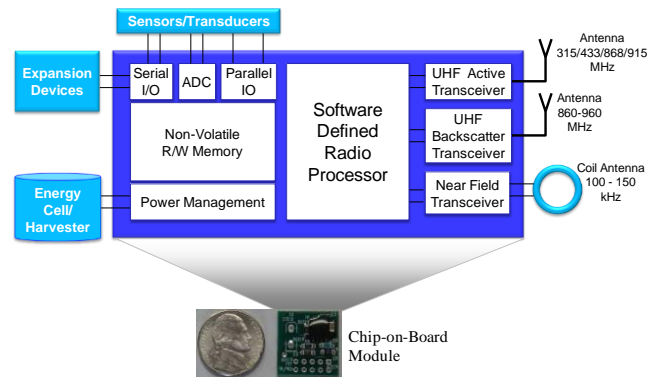 Sensors/Transducers
Expansion
Devices
Serial
I/O
ADC
Parallel
IO
Non-Volatile
R/W Memory
Power Management
Energy
Cell/
Harvester
Software
Defined
Radio
Processor
UHF Active
Transceiver
UHF
Backscatter
Transceiver
Near Field
Transceiver
Antenna
315/433/868/915
MHz
Antenna
860-960
MHz
Coil Antenna
100 - 150
kHz
Chip-on-Board
Module